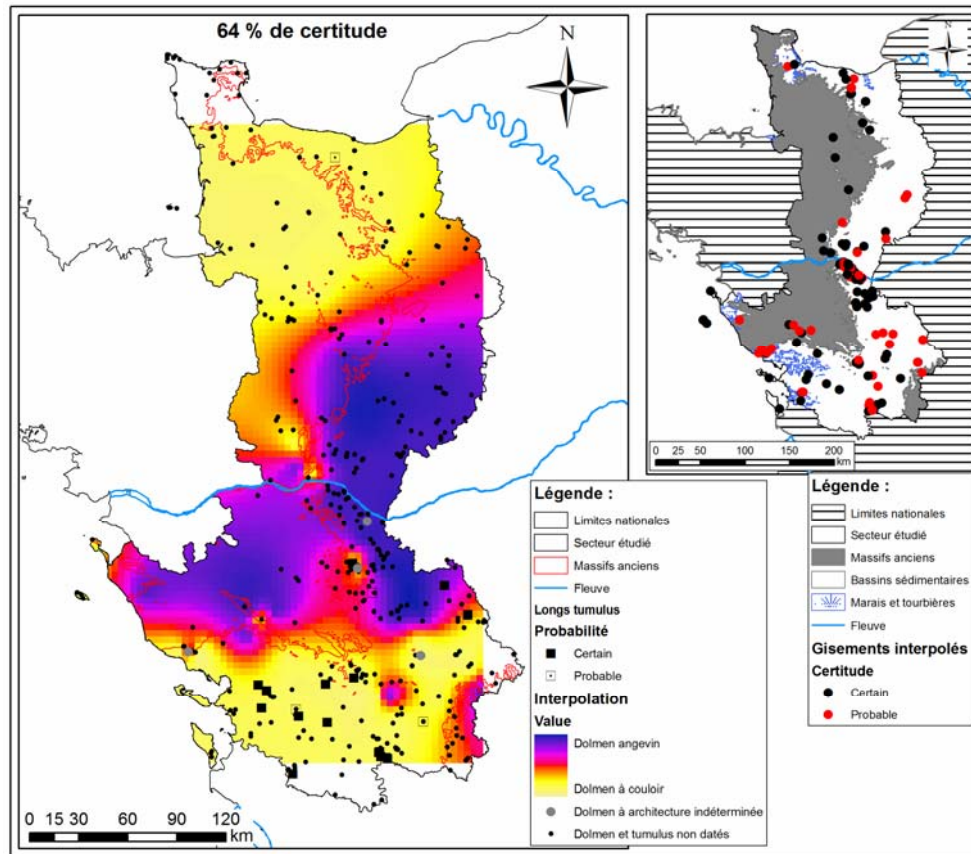 64 % de certitude
N
0 15 30 60 90 120
km
Légende :
Limites nationales
Secteur étudié
Massifs anciens
Fleuve
Longs tumulus
Probabilité
Certain
Probable
Interpolation
Value
Dolmen angevin
Dolmen à couloir
Dolmen à architecture indéterminée
Dolmen et tumulus non datés
N
0 25 50 100 150 200
km
Légende :
Limites nationales
Secteur étudié
Massifs anciens
Bassins sédimentaires
Marais et tourbières
Fleuve
Gisements interpolés
Certitude
Certain
Probable